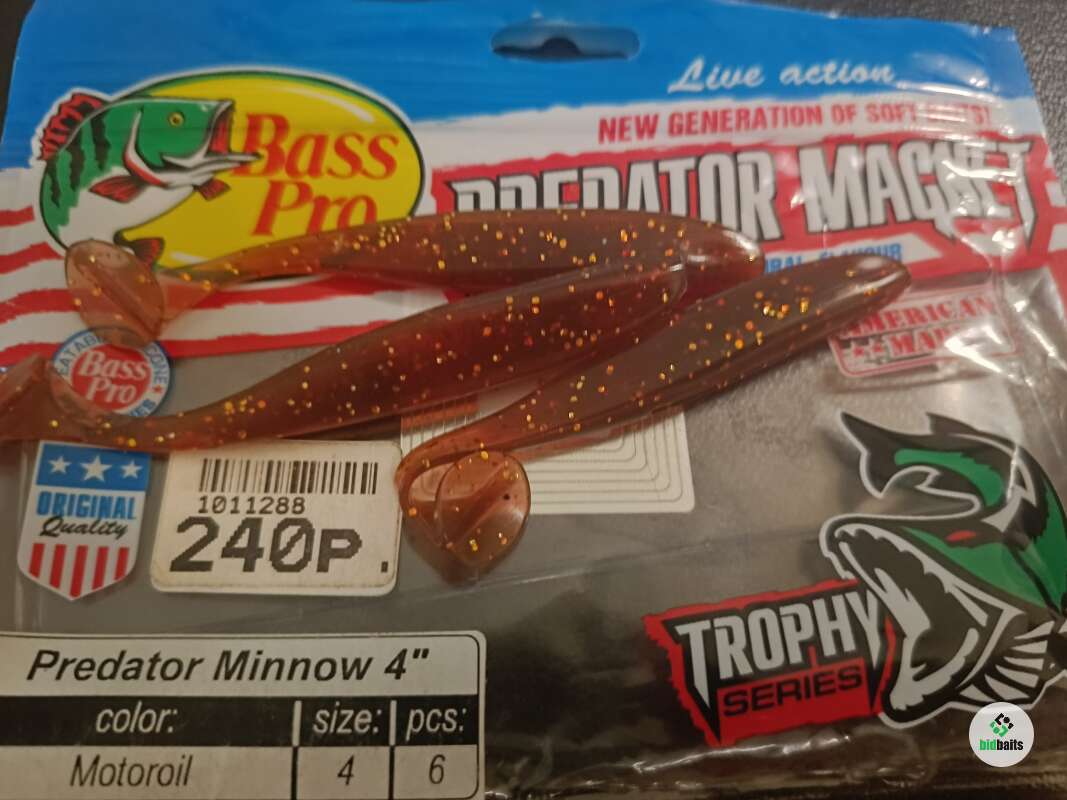 Live action
NEW GENERATION OF SOFT
Bass
Pro
PREDATOR MAGNET
AMERICAN
Bass
Pro
ORIGINAL
Quality
1011288
240P.
TROPHY
SERIES
Predator Minnow 4"
color: size: pcs:
Motoroil 4 6
bidbaits